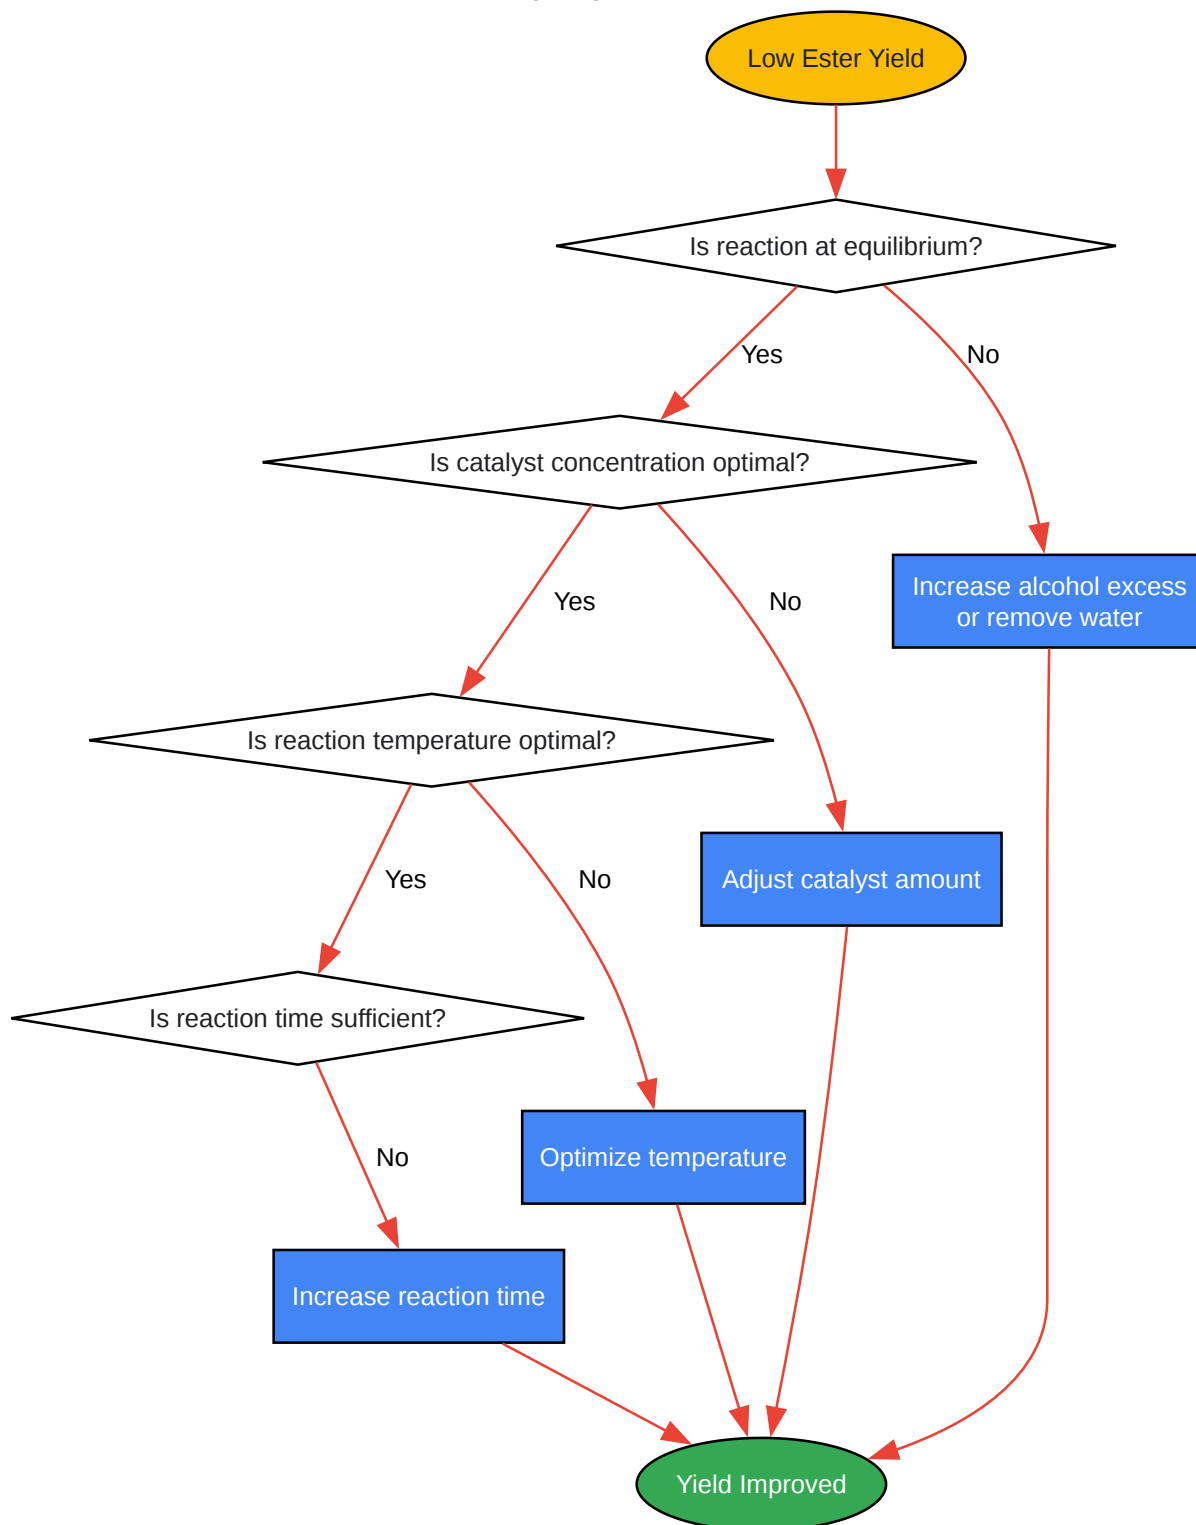 Low Ester Yield
Is reaction at equilibrium?
Yes
No
Is catalyst concentration optimal?
Yes
No
Increase alcohol excess
or remove water
Is reaction temperature optimal?
Yes
No
Adjust catalyst amount
Is reaction time sufficient?
No
Optimize temperature
Increase reaction time
Yield Improved